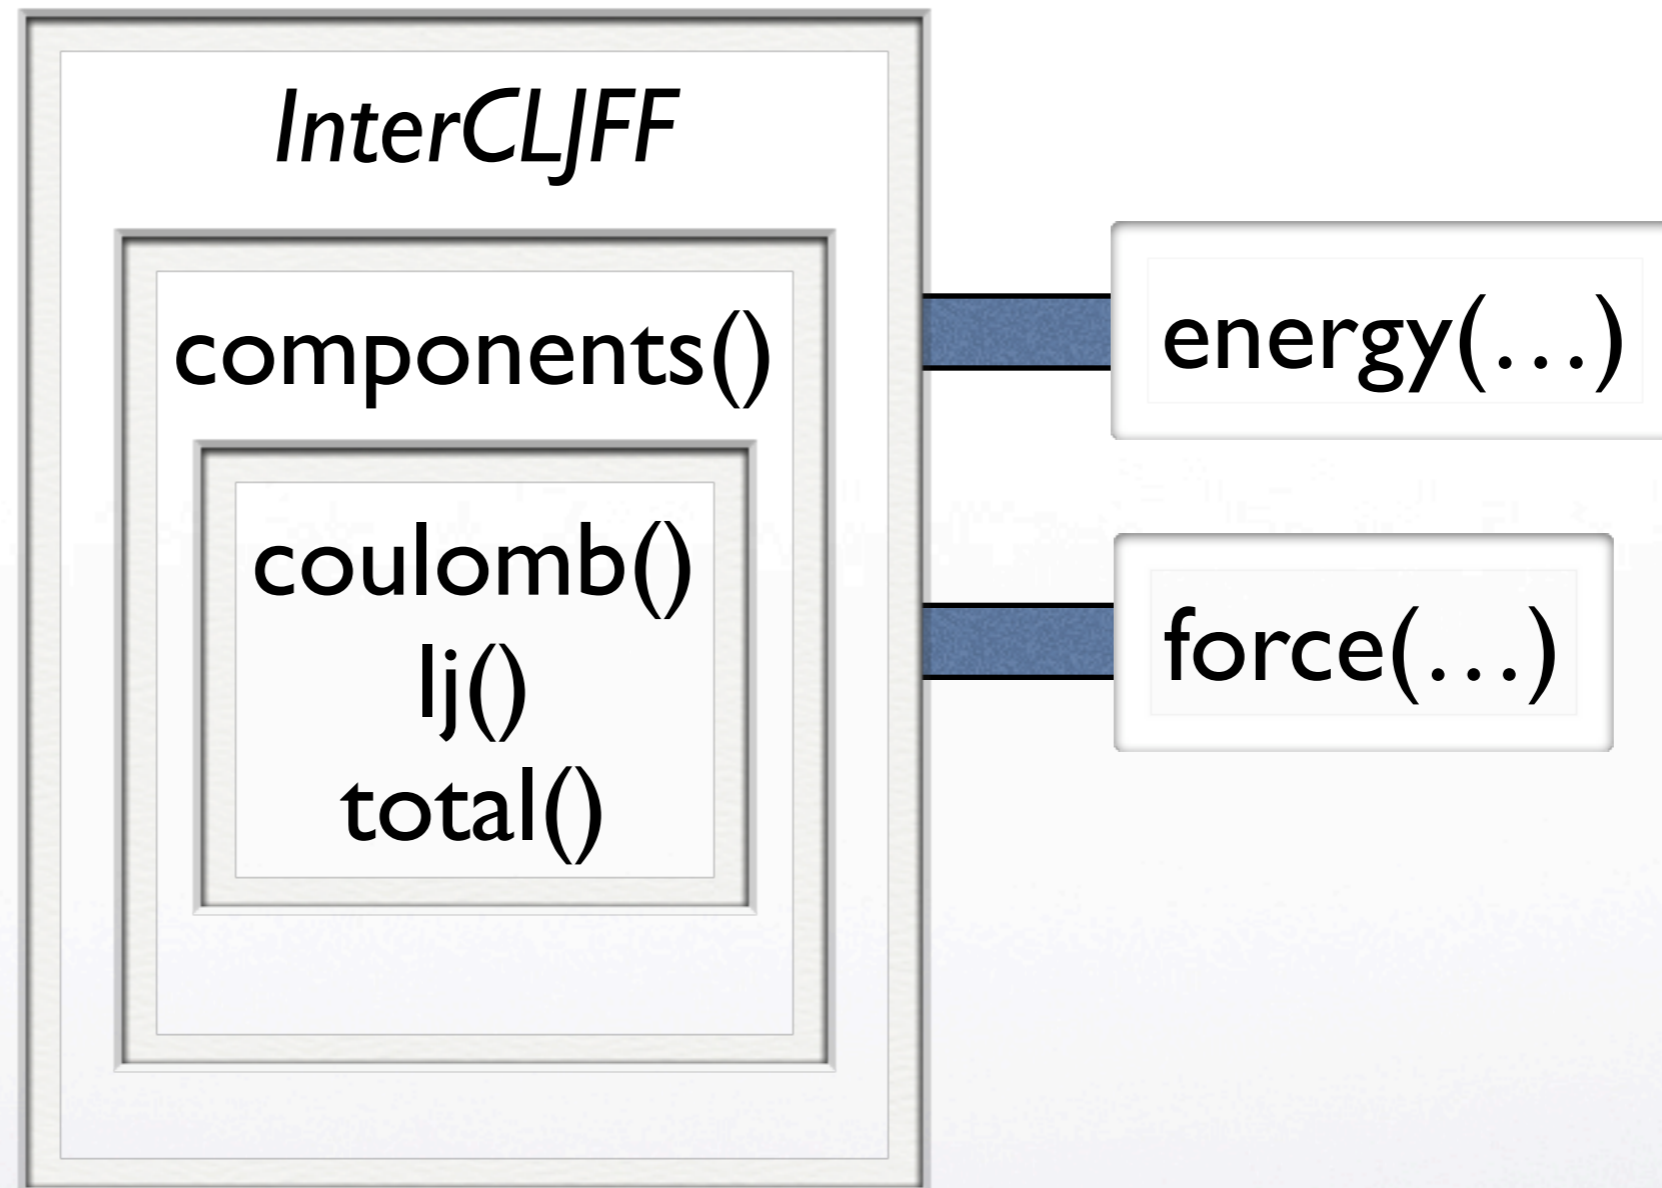 InterCLJFF
components()
coulomb()
lj()
total()
energy(…)
force(…)